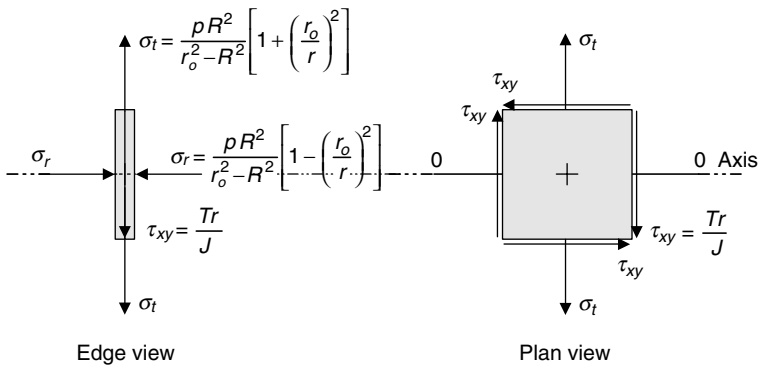 σt = pR²/(ro² − R²) [1 + (ro/r)²]
σr
σr = pR²/(ro² − R²) [1 − (ro/r)²]
τxy = Tr/J
σt
Edge view
σt
τxy
τxy
0
0 Axis
τxy = Tr/J
τxy
σt
Plan view